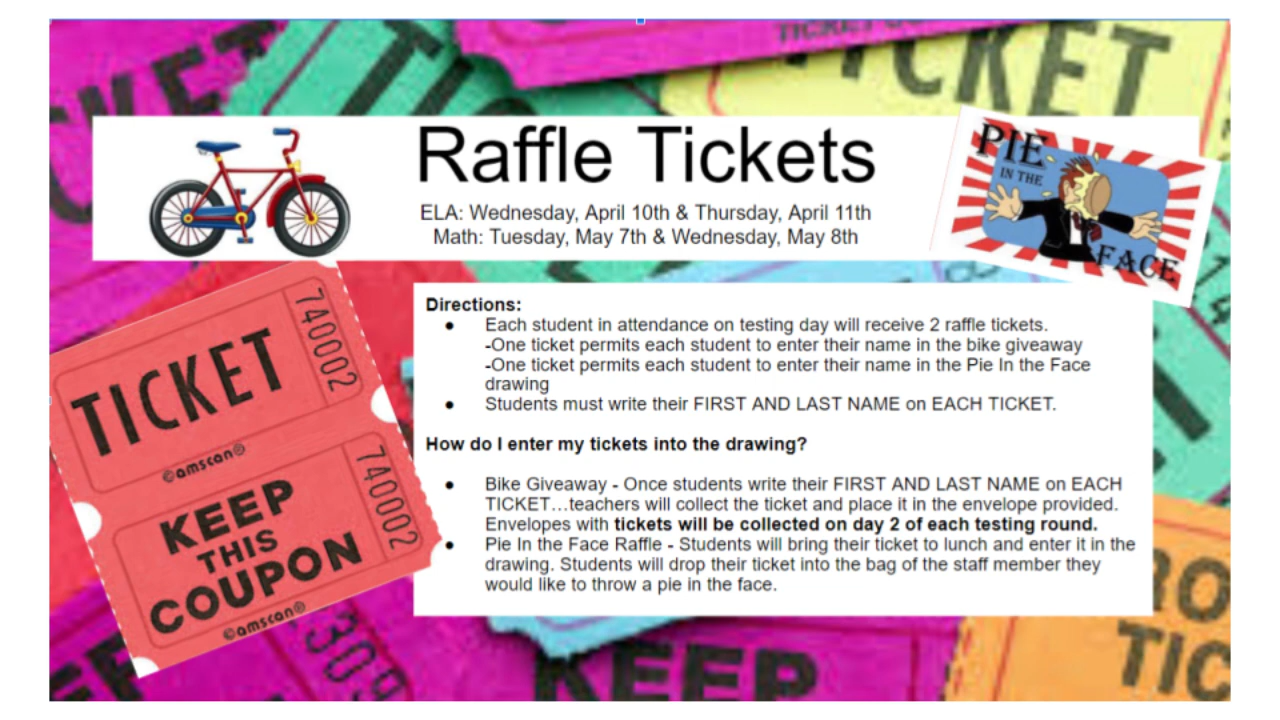 TICKET
Raffle Tickets
ELA: Wednesday, April 10th & Thursday, April 11th
Math: Tuesday, May 7th & Wednesday, May 8th
PIE
IN THE
FACE
Directions:
● Each student in attendance on testing day will receive 2 raffle tickets.
-One ticket permits each student to enter their name in the bike giveaway
-One ticket permits each student to enter their name in the Pie In the Face
drawing
● Students must write their FIRST AND LAST NAME on EACH TICKET.
How do I enter my tickets into the drawing?
● Bike Giveaway - Once students write their FIRST AND LAST NAME on EACH
TICKET…teachers will collect the ticket and place it in the envelope provided.
Envelopes with tickets will be collected on day 2 of each testing round.
● Pie In the Face Raffle - Students will bring their ticket to lunch and enter it in the
drawing. Students will drop their ticket into the bag of the staff member they
would like to throw a pie in the face.
TICKET
740002
©amscan®
KEEP
THIS
COUPON
740002
©amscan®
309
KEEP
TIC